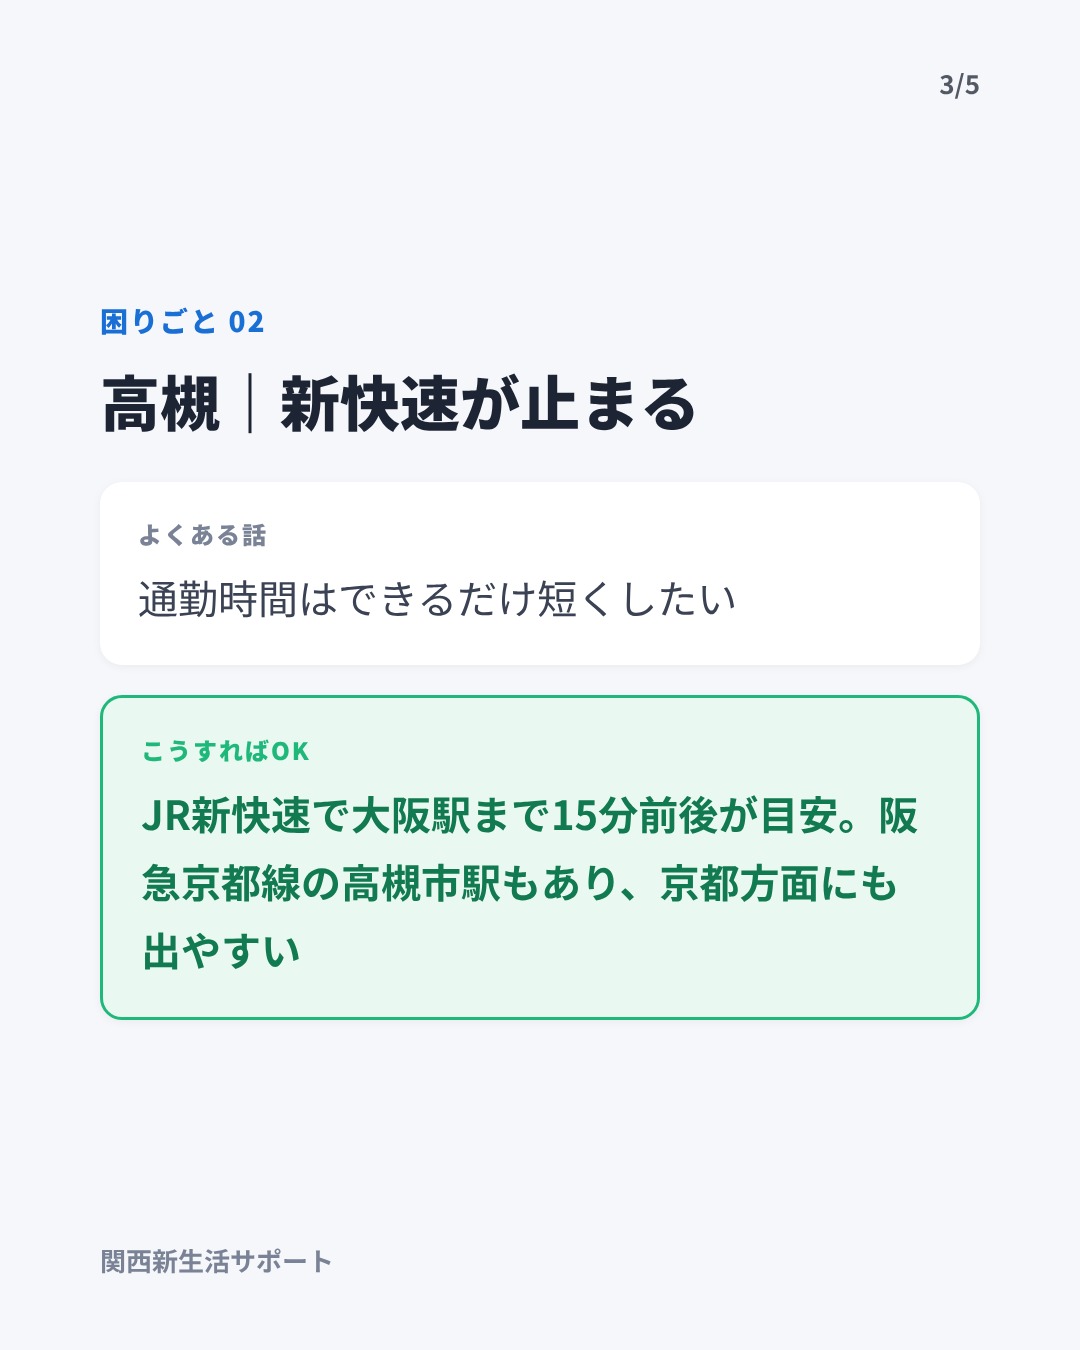 3/5
困りごと 02
高槻｜新快速が止まる
よくある話
通勤時間はできるだけ短くしたい
こうすればOK
JR新快速で大阪駅まで15分前後が目安。阪
急京都線の高槻市駅もあり、京都方面にも
出やすい
関西新生活サポート